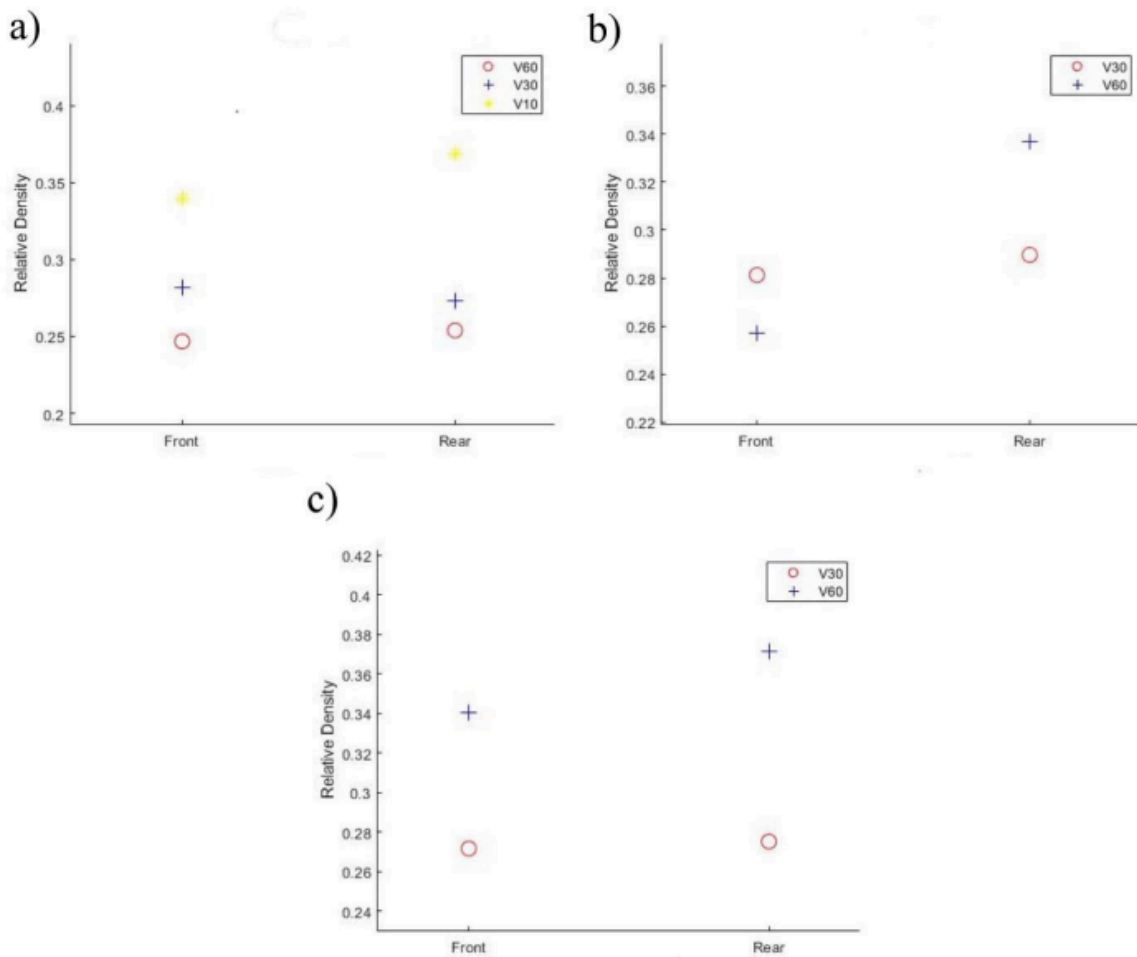 a)
V60
V30
V10
0.4
0.35
0.3
0.25
0.2
Relative Density
Front
Rear
b)
V30
V60
0.36
0.34
0.32
0.3
0.28
0.26
0.24
0.22
Relative Density
Front
Rear
c)
V30
V60
0.42
0.4
0.38
0.36
0.34
0.32
0.3
0.28
0.26
0.24
Relative Density
Front
Rear